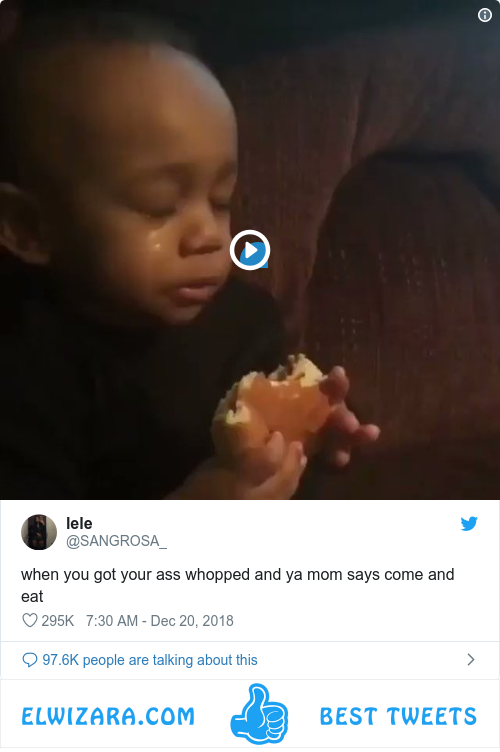 lele
@SANGROSA_
when you got your ass whopped and ya mom says come and
eat
295K 7:30 AM - Dec 20, 2018
97.6K people are talking about this
ELWIZARA.COM BEST TWEETS